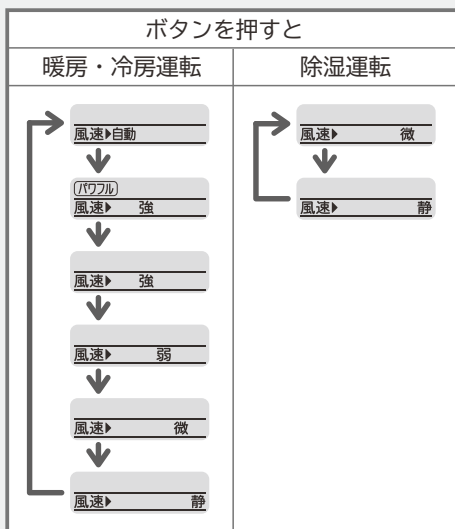 ボタンを押すと
暖房・冷房運転
除湿運転
風速▶自動
パワフル
風速▶ 強
風速▶ 強
風速▶ 弱
風速▶ 微
風速▶ 静
風速▶ 微
風速▶ 静